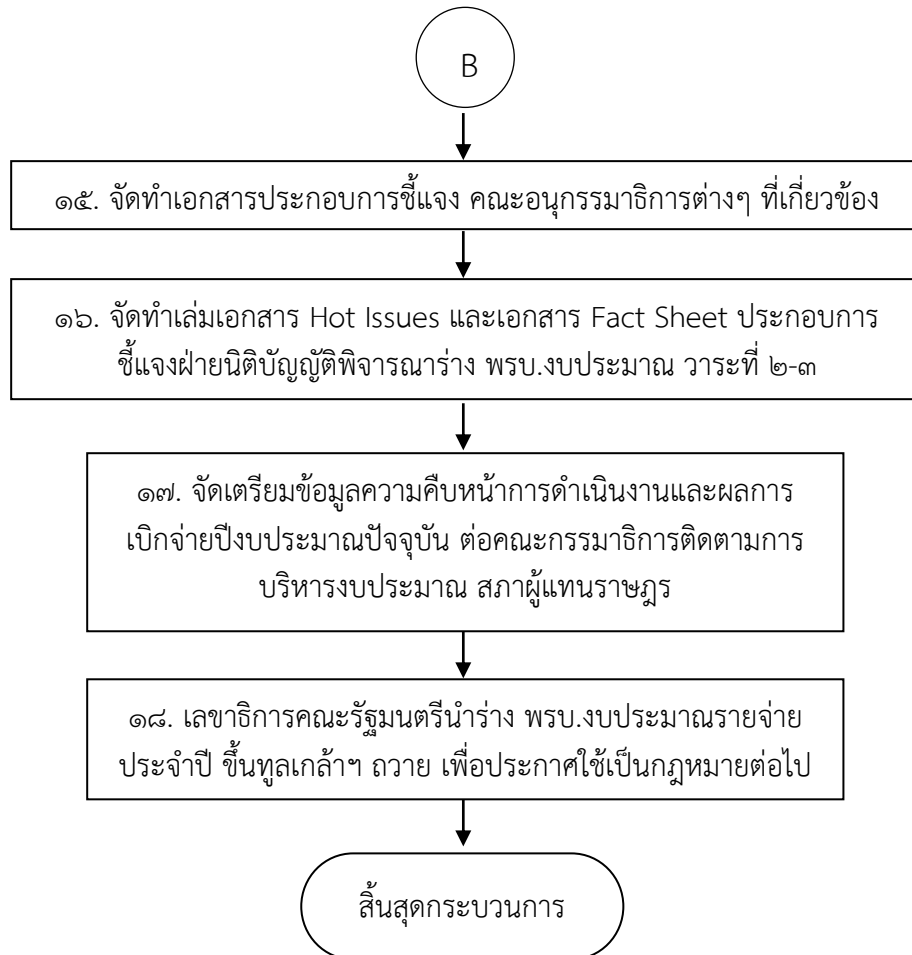 B
๑๕. จัดทำเอกสารประกอบการชี้แจง คณะอนุกรรมาธิการต่างๆ ที่เกี่ยวข้อง
๑๖. จัดทำเล่มเอกสาร Hot Issues และเอกสาร Fact Sheet ประกอบการ
ชี้แจงฝ่ายนิติบัญญัติพิจารณาร่าง พรบ.งบประมาณ วาระที่ ๒-๓
๑๗. จัดเตรียมข้อมูลความคืบหน้าการดำเนินงานและผลการ
เบิกจ่ายปีงบประมาณปัจจุบัน ต่อคณะกรรมาธิการติดตามการ
บริหารงบประมาณ สภาผู้แทนราษฎร
๑๘. เลขาธิการคณะรัฐมนตรีนำร่าง พรบ.งบประมาณรายจ่าย
ประจำปี ขึ้นทูลเกล้าฯ ถวาย เพื่อประกาศใช้เป็นกฎหมายต่อไป
สิ้นสุดกระบวนการ